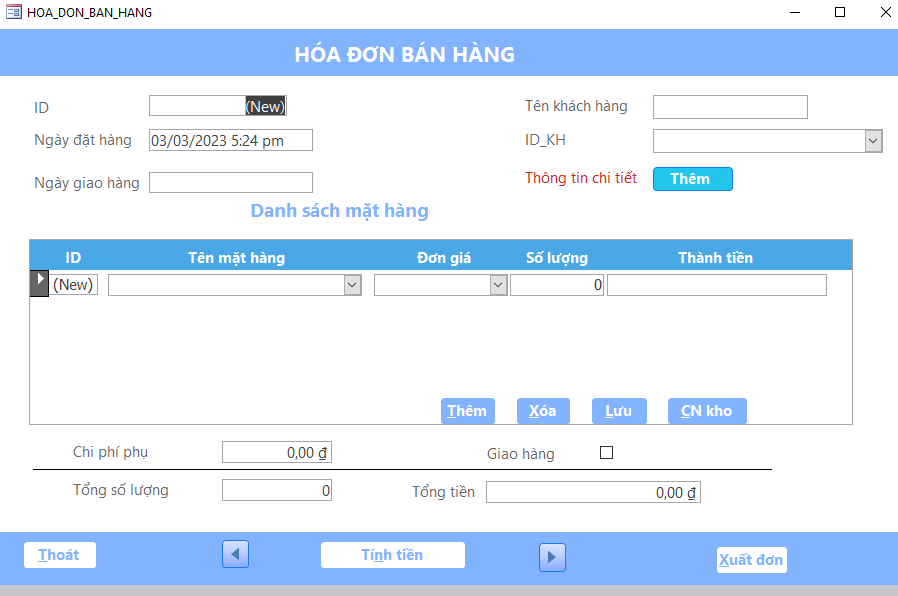 HOA_DON_BAN_HANG
HÓA ĐƠN BÁN HÀNG
ID (New) Tên khách hàng
Ngày đặt hàng 03/03/2023 5:24 pm ID_KH
Ngày giao hàng Thông tin chi tiết Thêm
Danh sách mặt hàng
ID Tên mặt hàng Đơn giá Số lượng Thành tiền
(New) 0
Thêm Xóa Lưu CN kho
Chi phí phụ 0,00 ₫ Giao hàng
Tổng số lượng 0 Tổng tiền 0,00 ₫
Thoát Tính tiền Xuất đơn